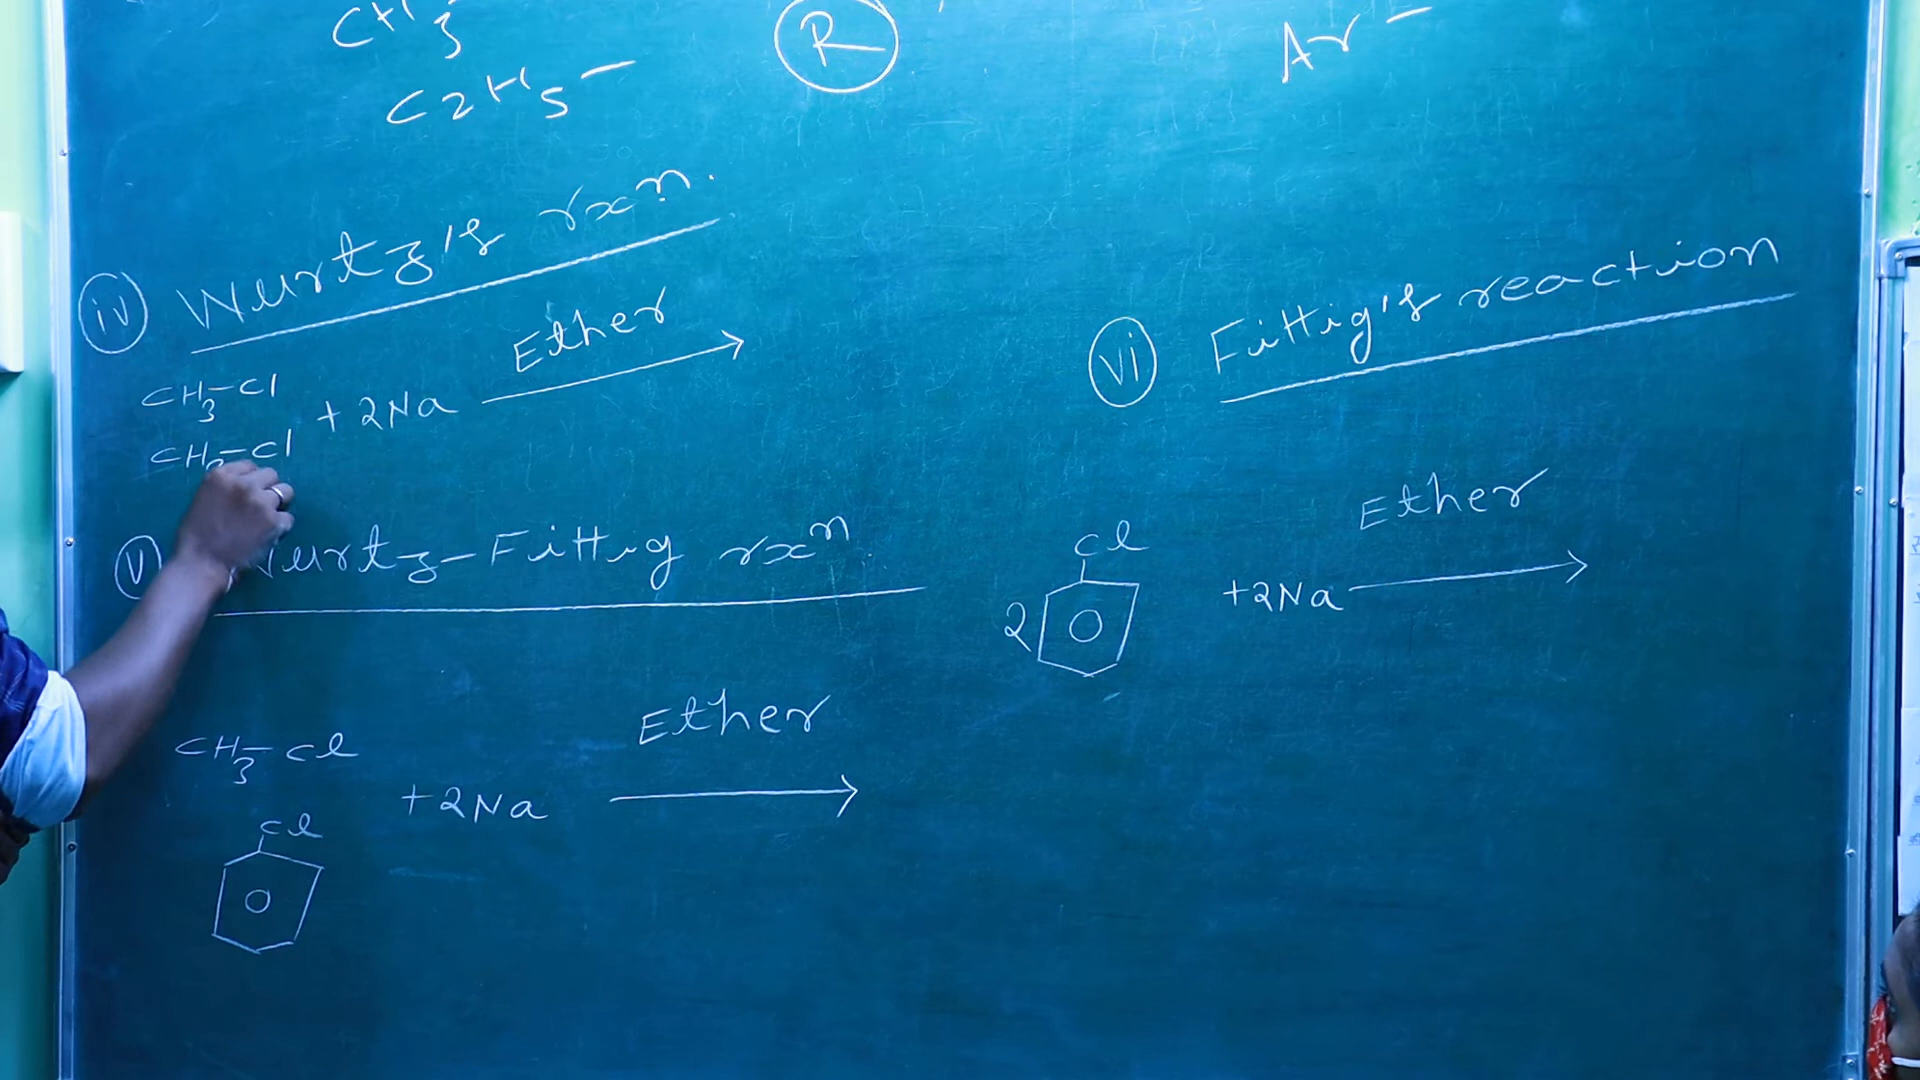 CH3
C2H5-
R
Ar-
iv Wurtz's rxn.
Ether
CH3-Cl
+ 2Na
CH3-Cl
v Wurtz-Fittig rxn.
Ether
CH3-Cl
+2Na
Cl
vi Fittig's reaction
Ether
Cl
2
+2Na